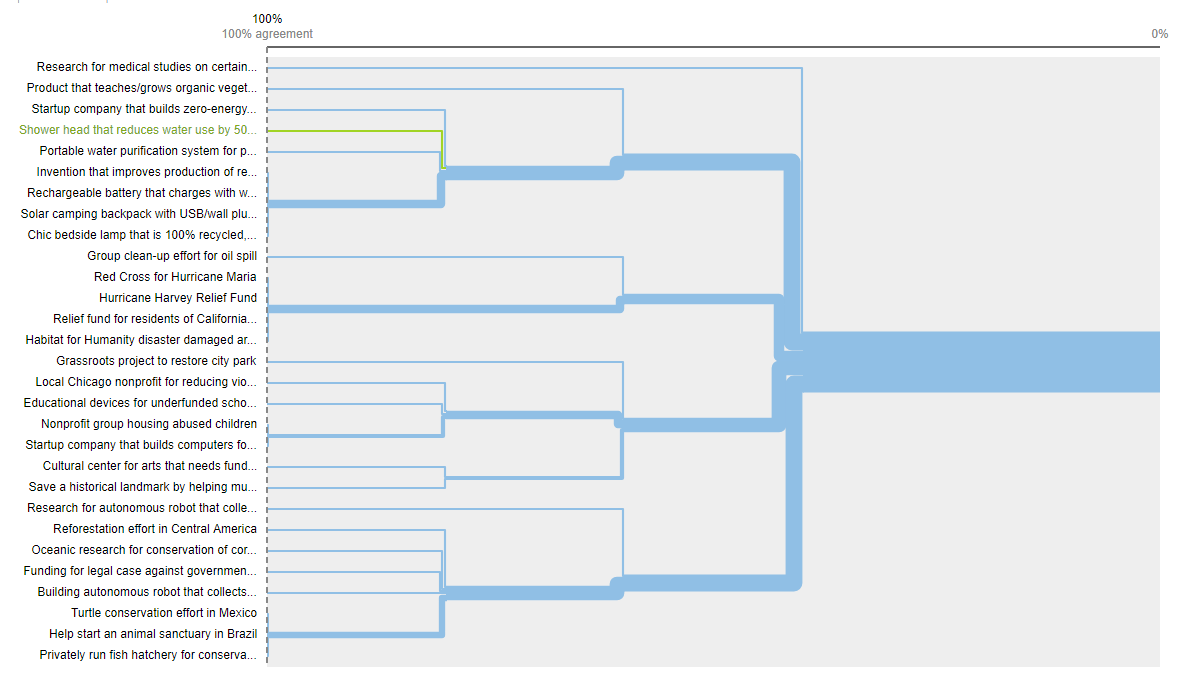 100%
100% agreement
0%
Research for medical studies on certain...
Product that teaches/grows organic veget...
Startup company that builds zero-energy...
Shower head that reduces water use by 50...
Portable water purification system for p...
Invention that improves production of re...
Rechargeable battery that charges with w...
Solar camping backpack with USB/wall plu...
Chic bedside lamp that is 100% recycled,...
Group clean-up effort for oil spill
Red Cross for Hurricane Maria
Hurricane Harvey Relief Fund
Relief fund for residents of California...
Habitat for Humanity disaster damaged ar...
Grassroots project to restore city park
Local Chicago nonprofit for reducing vio...
Educational devices for underfunded scho...
Nonprofit group housing abused children
Startup company that builds computers fo...
Cultural center for arts that needs fund...
Save a historical landmark by helping mu...
Research for autonomous robot that colle...
Reforestation effort in Central America
Oceanic research for conservation of cor...
Funding for legal case against governmen...
Building autonomous robot that collects...
Turtle conservation effort in Mexico
Help start an animal sanctuary in Brazil
Privately run fish hatchery for conserva...